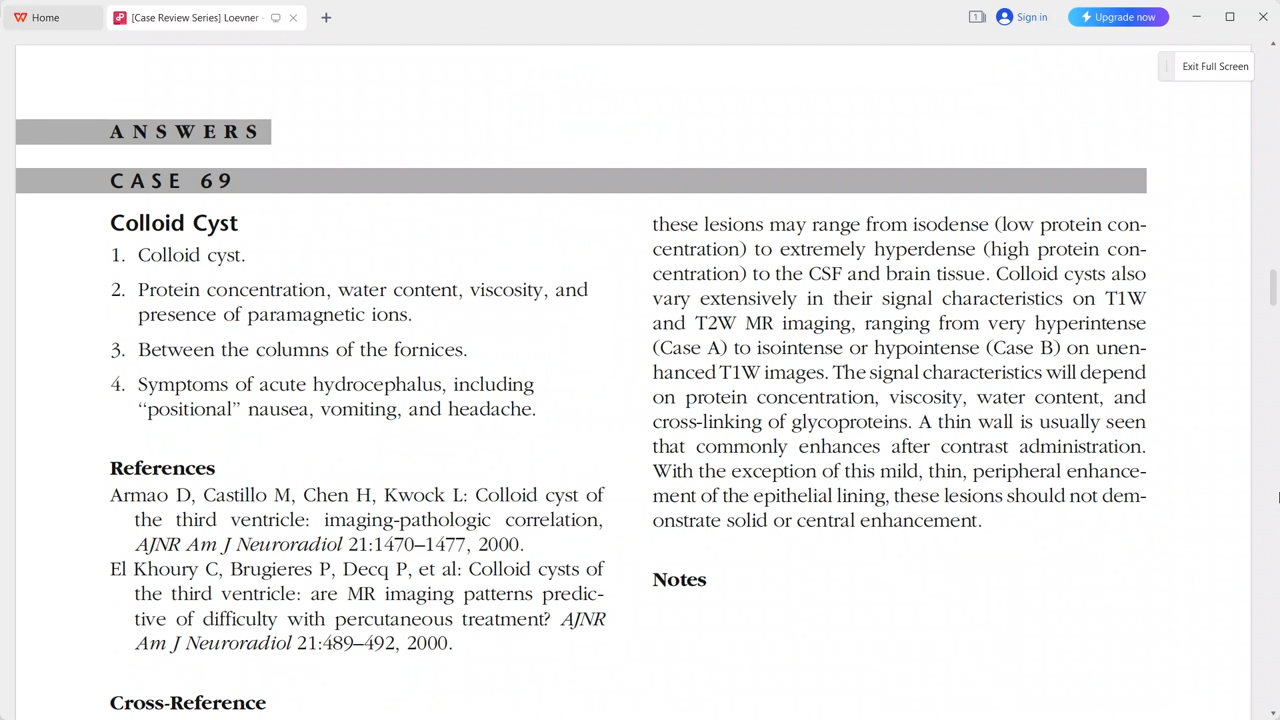 Home
[Case Review Series] Loevner -
1
Sign in
Upgrade now
Exit Full Screen
ANSWERS
CASE 69
Colloid Cyst
1. Colloid cyst.
2. Protein concentration, water content, viscosity, and
presence of paramagnetic ions.
3. Between the columns of the fornices.
4. Symptoms of acute hydrocephalus, including
“positional” nausea, vomiting, and headache.
References
Armao D, Castillo M, Chen H, Kwock L: Colloid cyst of
the third ventricle: imaging-pathologic correlation,
AJNR Am J Neuroradiol 21:1470–1477, 2000.
El Khoury C, Brugieres P, Decq P, et al: Colloid cysts of
the third ventricle: are MR imaging patterns predic-
tive of difficulty with percutaneous treatment? AJNR
Am J Neuroradiol 21:489–492, 2000.
Cross-Reference
these lesions may range from isodense (low protein con-
centration) to extremely hyperdense (high protein con-
centration) to the CSF and brain tissue. Colloid cysts also
vary extensively in their signal characteristics on T1W
and T2W MR imaging, ranging from very hyperintense
(Case A) to isointense or hypointense (Case B) on unen-
hanced T1W images. The signal characteristics will depend
on protein concentration, viscosity, water content, and
cross-linking of glycoproteins. A thin wall is usually seen
that commonly enhances after contrast administration.
With the exception of this mild, thin, peripheral enhance-
ment of the epithelial lining, these lesions should not dem-
onstrate solid or central enhancement.
Notes